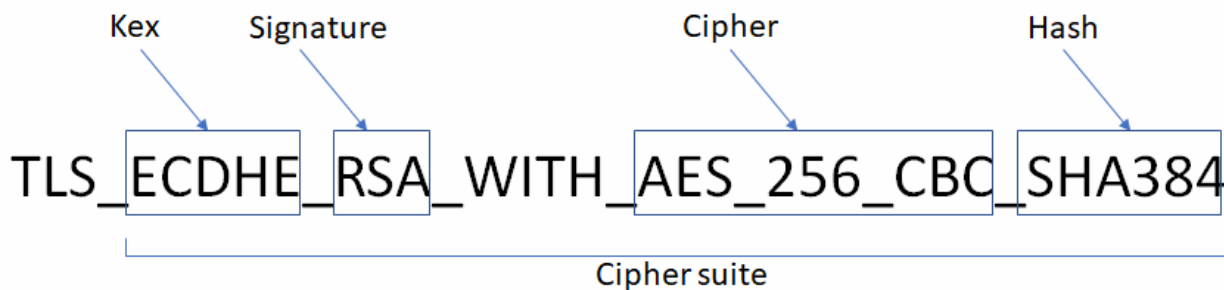 Kex Signature Cipher Hash
TLS_ECDHE_RSA_WITH_AES_256_CBC_SHA384
Cipher suite